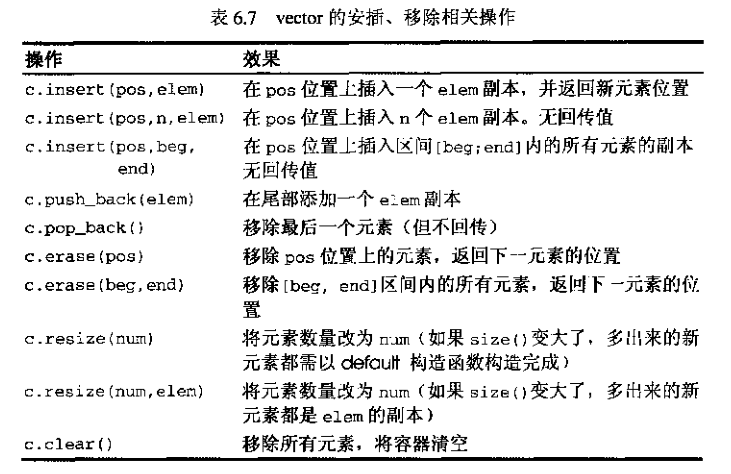 表 6.7 vector 的安插、移除相关操作
操作 效果
c.insert(pos,elem) 在 pos 位置上插入一个 elem 副本，并返回新元素位置
c.insert(pos,n,elem) 在 pos 位置上插入 n 个 elem 副本。无回传值
c.insert(pos,beg, 在 pos 位置上插入区间[beg;end]内的所有元素的副本
end) 无回传值
c.push_back(elem) 在尾部添加一个 elem 副本
c.pop_back() 移除最后一个元素（但不回传）
c.erase(pos) 移除 pos 位置上的元素，返回下一元素的位置
c.erase(beg,end) 移除[beg, end]区间内的所有元素，返回下一元素的位
置
c.resize(num) 将元素数量改为 num（如果 size()变大了，多出来的新
元素都需以 default 构造函数构造完成）
c.resize(num,elem) 将元素数量改为 num（如果 size()变大了，多出来的新
元素都是 elem 的副本）
c.clear() 移除所有元素，将容器清空